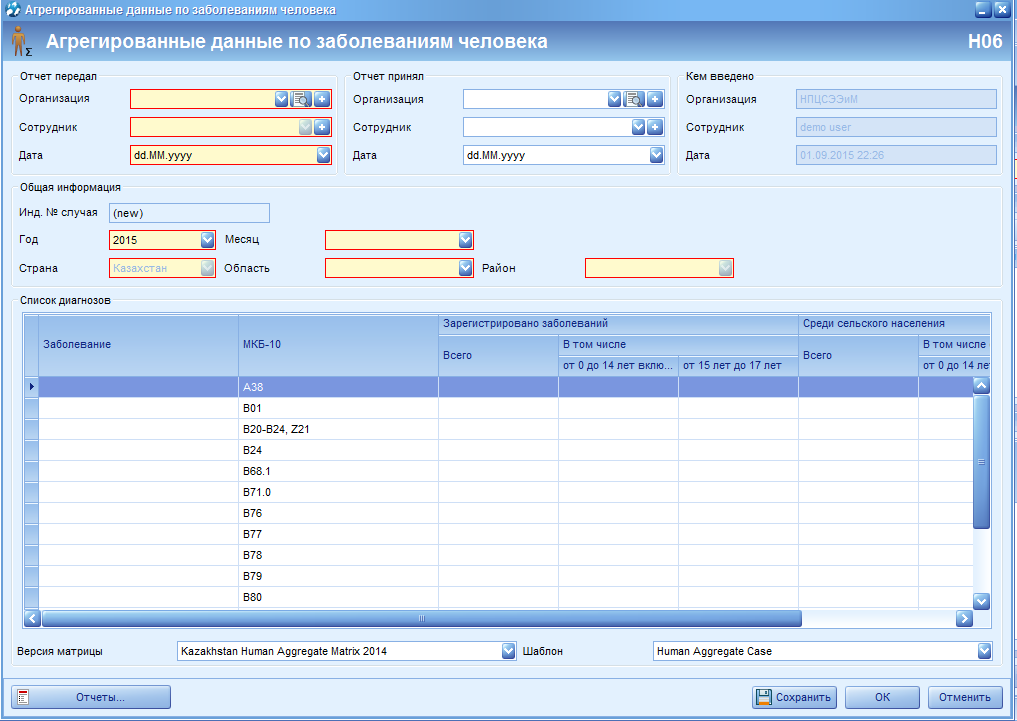 Агрегированные данные по заболеваниям человека
Агрегированные данные по заболеваниям человека H06
Отчет передал Отчет принял Кем введено
Организация Организация Организация НПЦСЭЭиМ
Сотрудник Сотрудник Сотрудник demo user
Дата dd.MM.yyyy Дата dd.MM.yyyy Дата 01.09.2015 22:26
Общая информация
Инд. № случая (new)
Год 2015 Месяц
Страна Казахстан Область Район
Список диагнозов
Зарегистрировано заболеваний Среди сельского населения
Заболевание МКБ-10 Всего В том числе Всего В том числе
от 0 до 14 лет вклю... от 15 лет до 17 лет от 0 до 14 лет
A38
B01
B20-B24, Z21
B24
B68.1
B71.0
B76
B77
B78
B79
B80
Версия матрицы Kazakhstan Human Aggregate Matrix 2014 Шаблон Human Aggregate Case
Отчеты... Сохранить ОК Отменить